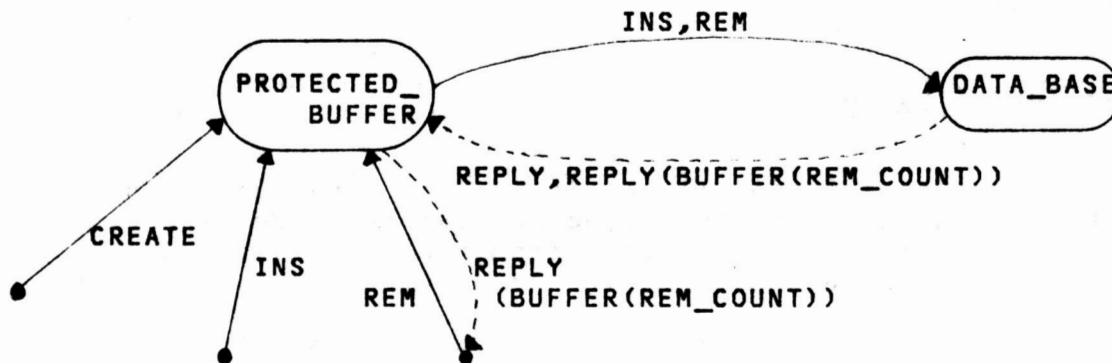 INS,REM
PROTECTED_
BUFFER
DATA_BASE
REPLY,REPLY(BUFFER(REM_COUNT))
CREATE
INS
REM
REPLY
(BUFFER(REM_COUNT))